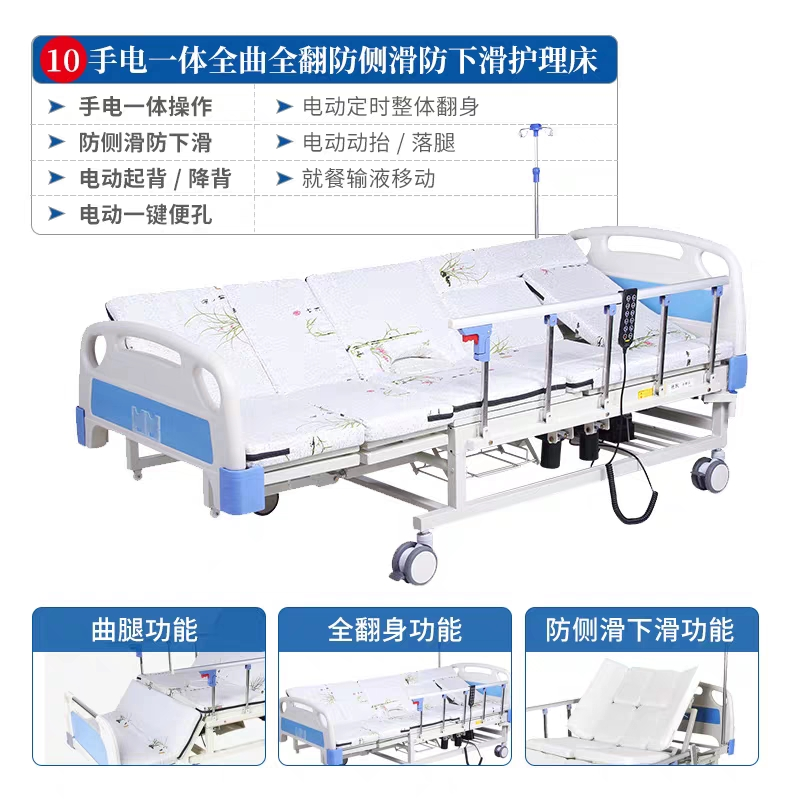 10 手电一体全曲全翻防侧滑防下滑护理床
手电一体操作
电动定时整体翻身
防侧滑防下滑
电动动抬 / 落腿
电动起背 / 降背
就餐输液移动
电动一键便孔
曲腿功能
全翻身功能
防侧滑下滑功能